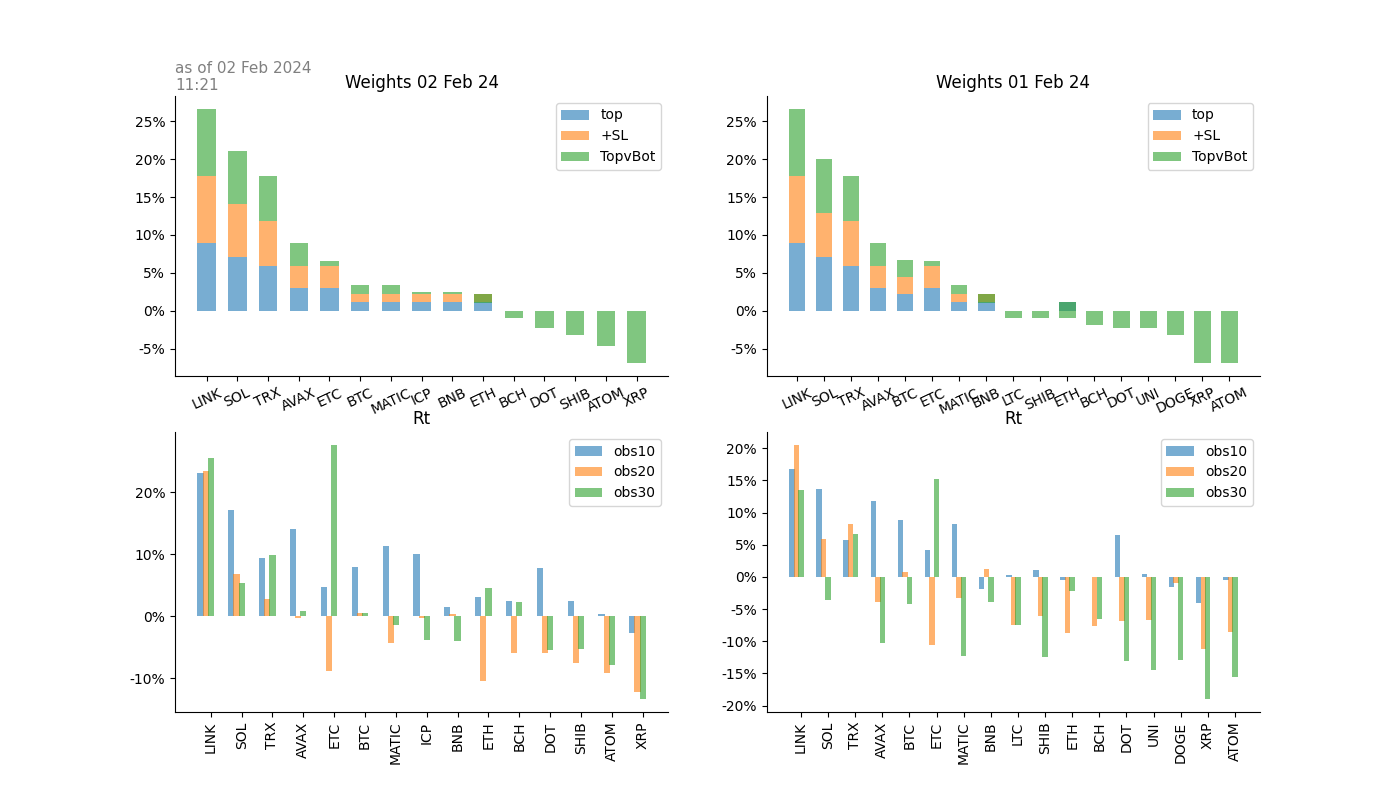 as of 02 Feb 2024
11:21
Weights 02 Feb 24
25%
20%
15%
10%
5%
0%
-5%
top
+SL
TopvBot
LINK SOL TRX AVAX ETC BTC MATIC ICP BNB ETH BCH DOT SHIB ATOM XRP
Weights 01 Feb 24
25%
20%
15%
10%
5%
0%
-5%
top
+SL
TopvBot
LINK SOL TRX AVAX BTC ETC MATIC BNB LTC SHIB ETH BCH DOT UNI DOGE XRP ATOM
Rt
20%
10%
0%
-10%
obs10
obs20
obs30
LINK SOL TRX AVAX ETC BTC MATIC ICP BNB ETH BCH DOT SHIB ATOM XRP
Rt
20%
15%
10%
5%
0%
-5%
-10%
-15%
-20%
obs10
obs20
obs30
LINK SOL TRX AVAX BTC ETC MATIC BNB LTC SHIB ETH BCH DOT UNI DOGE XRP ATOM